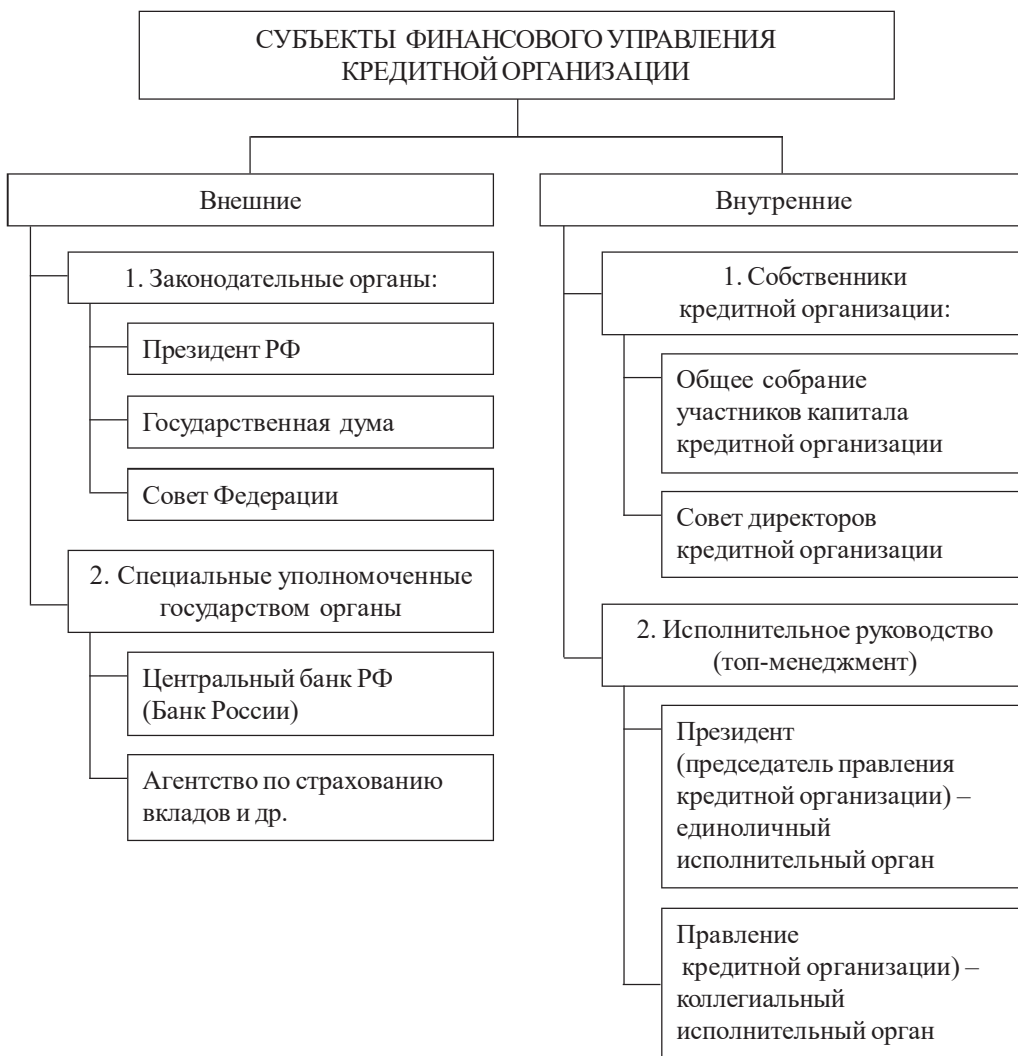 СУБЪЕКТЫ ФИНАНСОВОГО УПРАВЛЕНИЯ
КРЕДИТНОЙ ОРГАНИЗАЦИИ
Внешние
1. Законодательные органы:
Президент РФ
Государственная дума
Совет Федерации
2. Специальные уполномоченные
государством органы
Центральный банк РФ
(Банк России)
Агентство по страхованию
вкладов и др.
Внутренние
1. Собственники
кредитной организации:
Общее собрание
участников капитала
кредитной организации
Совет директоров
кредитной организации
2. Исполнительное руководство
(топ-менеджмент)
Президент
(председатель правления
кредитной организации) –
единоличный
исполнительный орган
Правление
кредитной организации) –
коллегиальный
исполнительный орган